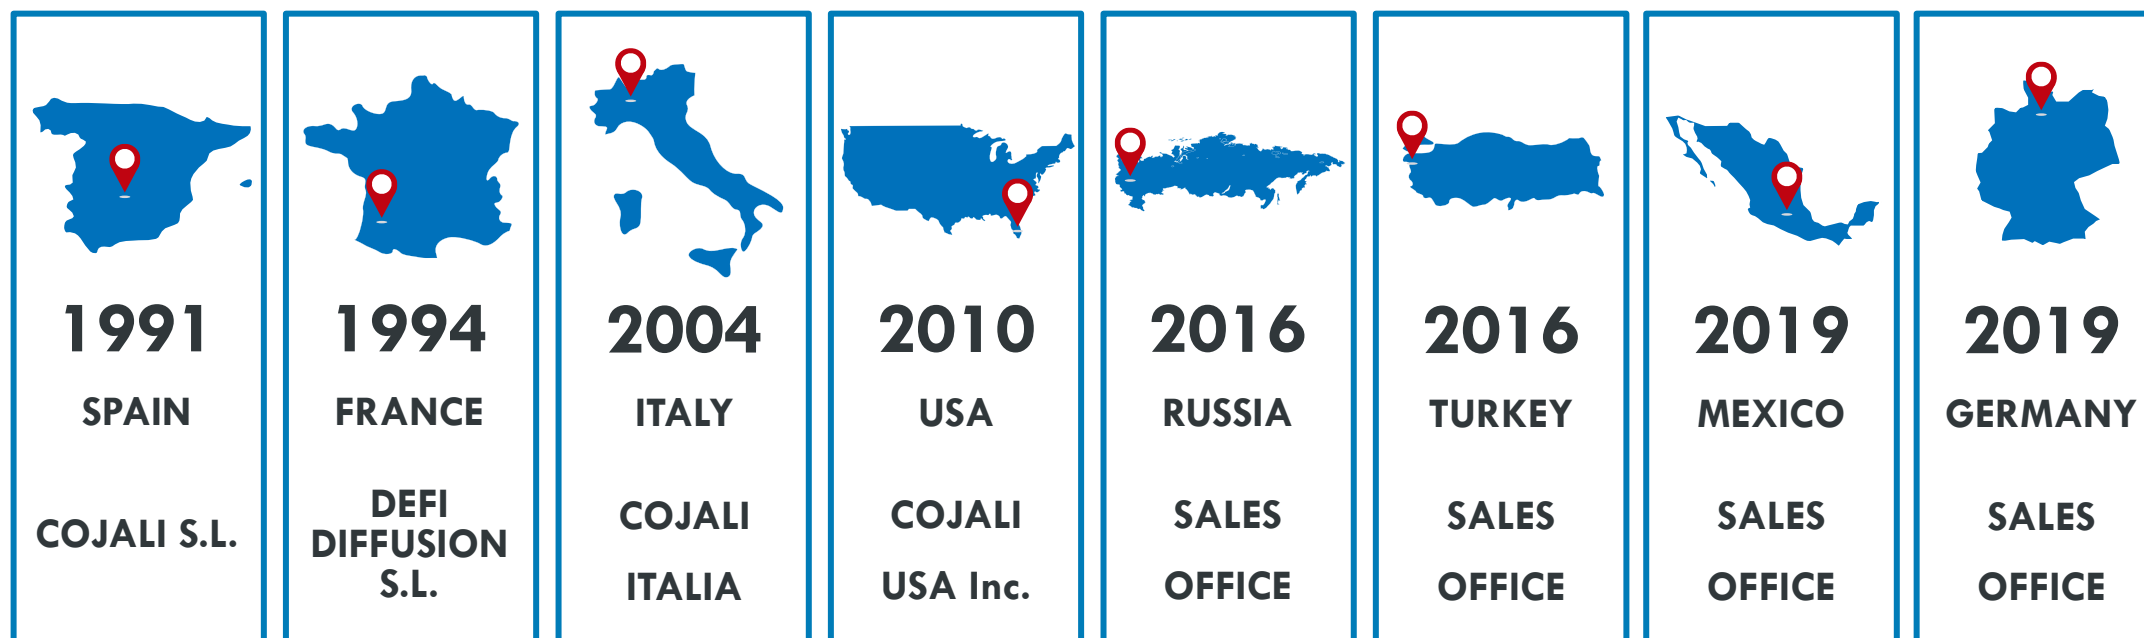 1991
SPAIN
COJALI S.L.
1994
FRANCE
DEFI
DIFFUSION
S.L.
2004
ITALY
COJALI
ITALIA
2010
USA
COJALI
USA Inc.
2016
RUSSIA
SALES
OFFICE
2016
TURKEY
SALES
OFFICE
2019
MEXICO
SALES
OFFICE
2019
GERMANY
SALES
OFFICE